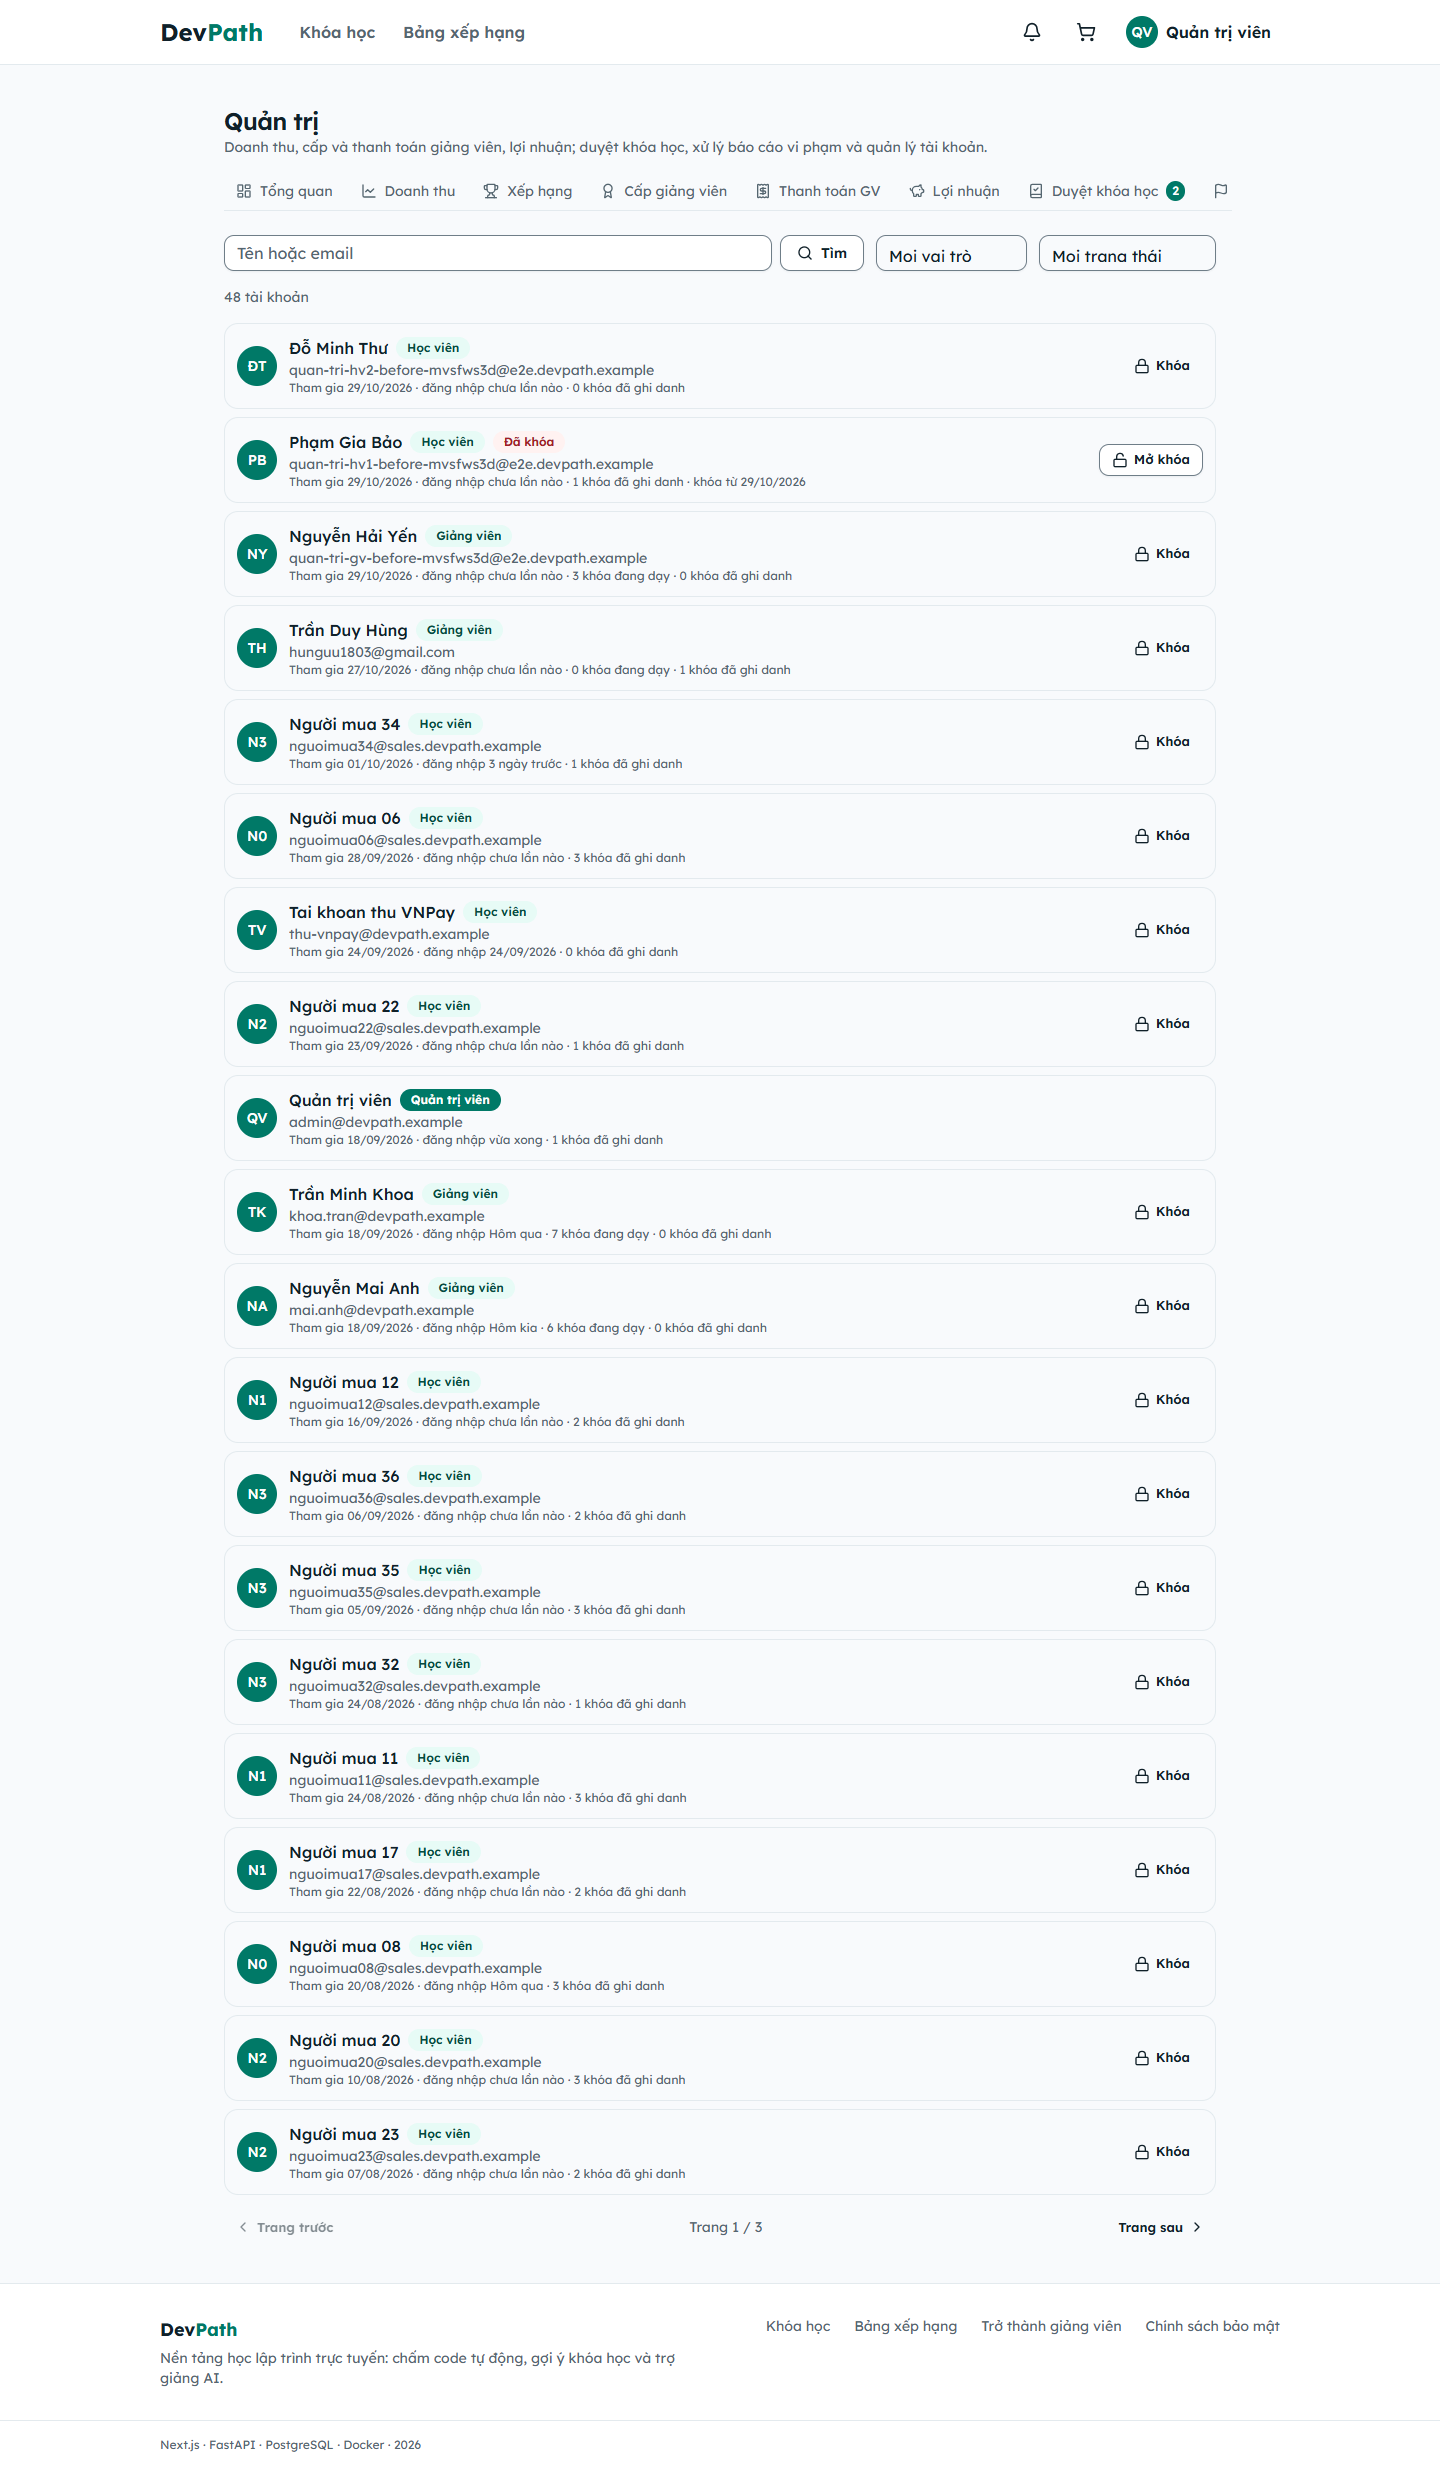 DevPath Khóa học Bảng xếp hạng QV Quản trị viên
Quản trị
Doanh thu, cấp và thanh toán giảng viên, lợi nhuận; duyệt khóa học, xử lý báo cáo vi phạm và quản lý tài khoản.
Tổng quan Doanh thu Xếp hạng Cấp giảng viên Thanh toán GV Lợi nhuận Duyệt khóa học 2
Tên hoặc email Tìm Mọi vai trò Mọi trạng thái
48 tài khoản
ĐT Đỗ Minh Thư Học viên
quan-tri-hv2-before-mvsfws3d@e2e.devpath.example
Tham gia 29/10/2026 · đăng nhập chưa lần nào · 0 khóa đã ghi danh
Khóa
PB Phạm Gia Bảo Học viên Đã khóa
quan-tri-hv1-before-mvsfws3d@e2e.devpath.example
Tham gia 29/10/2026 · đăng nhập chưa lần nào · 1 khóa đã ghi danh · khóa từ 29/10/2026
Mở khóa
NY Nguyễn Hải Yến Giảng viên
quan-tri-gv-before-mvsfws3d@e2e.devpath.example
Tham gia 29/10/2026 · đăng nhập chưa lần nào · 3 khóa đang dạy · 0 khóa đã ghi danh
Khóa
TH Trần Duy Hùng Giảng viên
hunguu1803@gmail.com
Tham gia 27/10/2026 · đăng nhập chưa lần nào · 0 khóa đang dạy · 1 khóa đã ghi danh
Khóa
N3 Người mua 34 Học viên
nguoimua34@sales.devpath.example
Tham gia 01/10/2026 · đăng nhập 3 ngày trước · 1 khóa đã ghi danh
Khóa
N0 Người mua 06 Học viên
nguoimua06@sales.devpath.example
Tham gia 28/09/2026 · đăng nhập chưa lần nào · 3 khóa đã ghi danh
Khóa
TV Tai khoan thu VNPay Học viên
thu-vnpay@devpath.example
Tham gia 24/09/2026 · đăng nhập 24/09/2026 · 0 khóa đã ghi danh
Khóa
N2 Người mua 22 Học viên
nguoimua22@sales.devpath.example
Tham gia 23/09/2026 · đăng nhập chưa lần nào · 1 khóa đã ghi danh
Khóa
QV Quản trị viên Quản trị viên
admin@devpath.example
Tham gia 18/09/2026 · đăng nhập vừa xong · 1 khóa đã ghi danh
TK Trần Minh Khoa Giảng viên
khoa.tran@devpath.example
Tham gia 18/09/2026 · đăng nhập Hôm qua · 7 khóa đang dạy · 0 khóa đã ghi danh
Khóa
NA Nguyễn Mai Anh Giảng viên
mai.anh@devpath.example
Tham gia 18/09/2026 · đăng nhập Hôm kia · 6 khóa đang dạy · 0 khóa đã ghi danh
Khóa
N1 Người mua 12 Học viên
nguoimua12@sales.devpath.example
Tham gia 16/09/2026 · đăng nhập chưa lần nào · 2 khóa đã ghi danh
Khóa
N3 Người mua 36 Học viên
nguoimua36@sales.devpath.example
Tham gia 06/09/2026 · đăng nhập chưa lần nào · 2 khóa đã ghi danh
Khóa
N3 Người mua 35 Học viên
nguoimua35@sales.devpath.example
Tham gia 05/09/2026 · đăng nhập chưa lần nào · 3 khóa đã ghi danh
Khóa
N3 Người mua 32 Học viên
nguoimua32@sales.devpath.example
Tham gia 24/08/2026 · đăng nhập chưa lần nào · 1 khóa đã ghi danh
Khóa
N1 Người mua 11 Học viên
nguoimua11@sales.devpath.example
Tham gia 24/08/2026 · đăng nhập chưa lần nào · 3 khóa đã ghi danh
Khóa
N1 Người mua 17 Học viên
nguoimua17@sales.devpath.example
Tham gia 22/08/2026 · đăng nhập chưa lần nào · 2 khóa đã ghi danh
Khóa
N0 Người mua 08 Học viên
nguoimua08@sales.devpath.example
Tham gia 20/08/2026 · đăng nhập Hôm qua · 3 khóa đã ghi danh
Khóa
N2 Người mua 20 Học viên
nguoimua20@sales.devpath.example
Tham gia 10/08/2026 · đăng nhập chưa lần nào · 3 khóa đã ghi danh
Khóa
N2 Người mua 23 Học viên
nguoimua23@sales.devpath.example
Tham gia 07/08/2026 · đăng nhập chưa lần nào · 2 khóa đã ghi danh
Khóa
Trang trước Trang 1 / 3 Trang sau
DevPath Khóa học Bảng xếp hạng Trở thành giảng viên Chính sách bảo mật
Nền tảng học lập trình trực tuyến: chấm code tự động, gợi ý khóa học và trợ
giảng AI.
Next.js · FastAPI · PostgreSQL · Docker · 2026